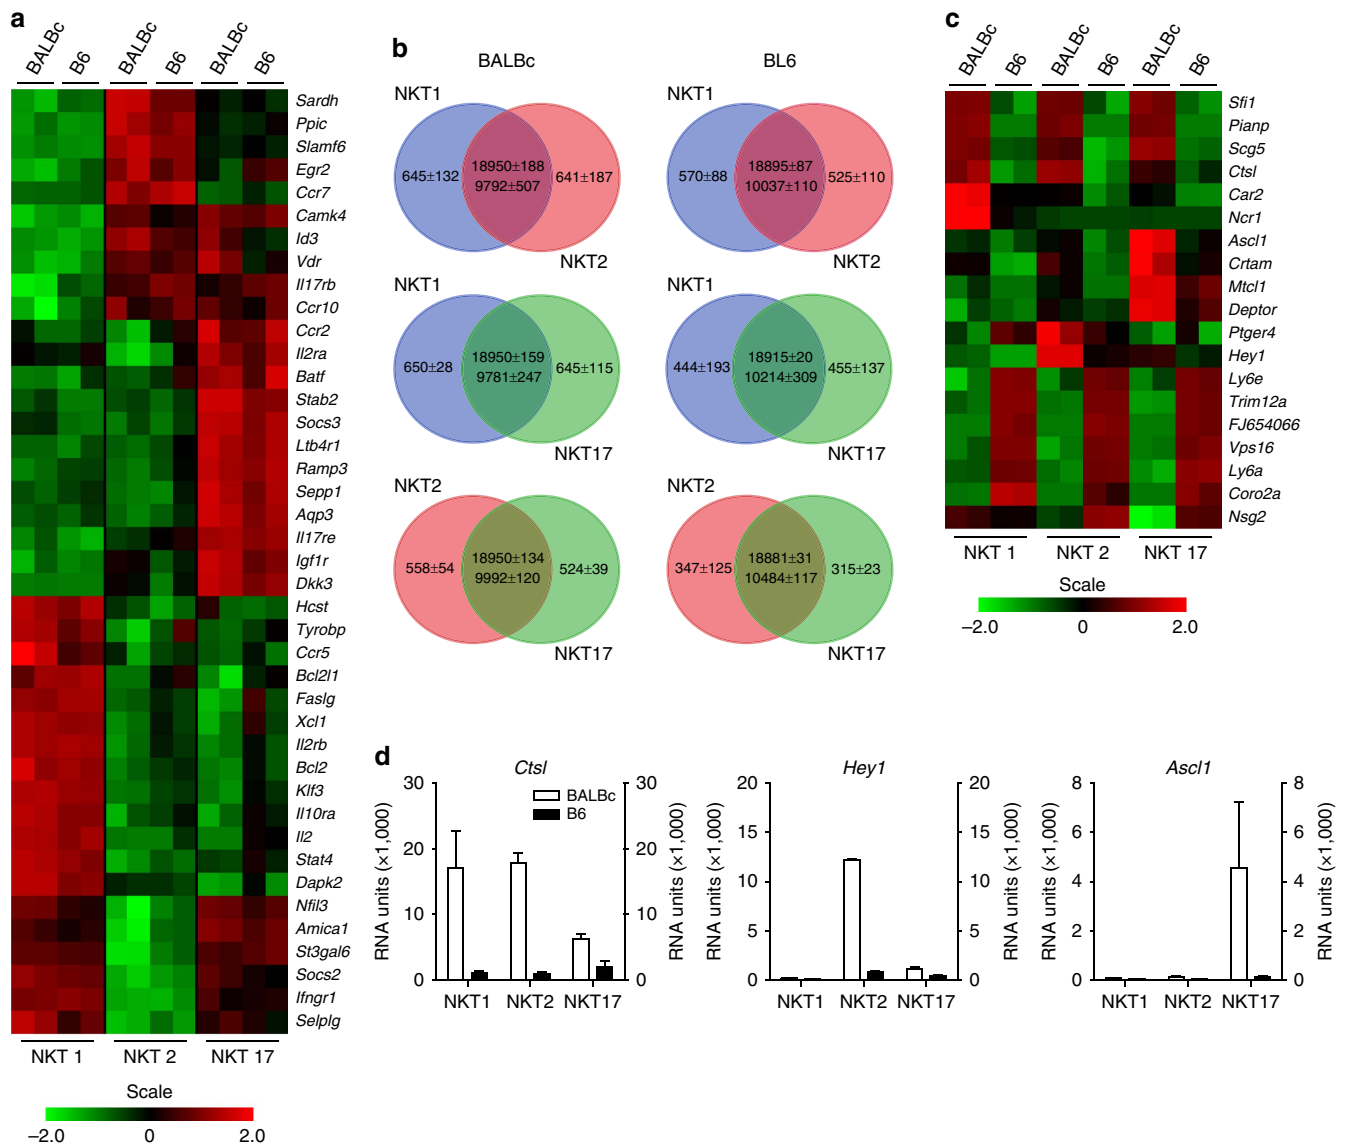 a
BALBc B6 BALBc B6 BALBc B6
Sardh
Ppic
Slamf6
Egr2
Ccr7
Camk4
Id3
Vdr
Il17rb
Ccr10
Ccr2
Il2ra
Batf
Stab2
Socs3
Ltb4r1
Ramp3
Sepp1
Aqp3
Il17re
Igf1r
Dkk3
Hcst
Tyrobp
Ccr5
Bcl2l1
Faslg
Xcl1
Il2rb
Bcl2
Klf3
Il10ra
Il2
Stat4
Dapk2
Nfil3
Amica1
St3gal6
Socs2
Ifngr1
Selplg
NKT 1 NKT 2 NKT 17
Scale
–2.0 0 2.0
b
BALBc BL6
NKT1 NKT1
645±132 18950±188 641±187 570±88 18895±87 525±110
9792±507 10037±110
NKT2 NKT2
NKT1 NKT1
650±28 18950±159 645±115 444±193 18915±20 455±137
9781±247 10214±309
NKT17 NKT17
NKT2 NKT2
558±54 18950±134 524±39 347±125 18881±31 315±23
9992±120 10484±117
NKT17 NKT17
c
BALBc B6 BALBc B6 BALBc B6
Sfi1
Pianp
Scg5
Ctsl
Car2
Ncr1
Ascl1
Crtam
Mtcl1
Deptor
Ptger4
Hey1
Ly6e
Trim12a
FJ654066
Vps16
Ly6a
Coro2a
Nsg2
NKT 1 NKT 2 NKT 17
Scale
–2.0 0 2.0
d
Ctsl
BALBc
B6
RNA units (×1,000)
30
20
10
0
NKT1 NKT2 NKT17
30
20
10
0
RNA units (×1,000)
Hey1
RNA units (×1,000)
20
15
10
5
0
NKT1 NKT2 NKT17
20
15
10
5
0
RNA units (×1,000)
Ascl1
RNA units (×1,000)
8
6
4
2
0
NKT1 NKT2 NKT17
8
6
4
2
0
RNA units (×1,000)